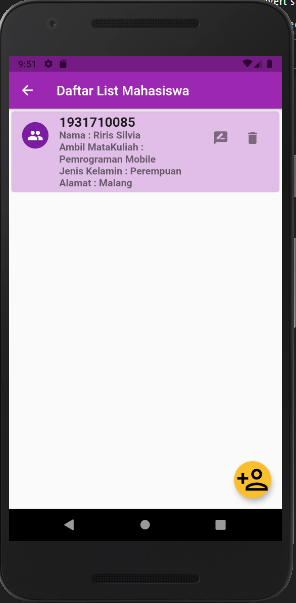 9:51
Daftar List Mahasiswa
1931710085
Nama : Riris Silvia
Ambil MataKuliah :
Pemrograman Mobile
Jenis Kelamin : Perempuan
Alamat : Malang